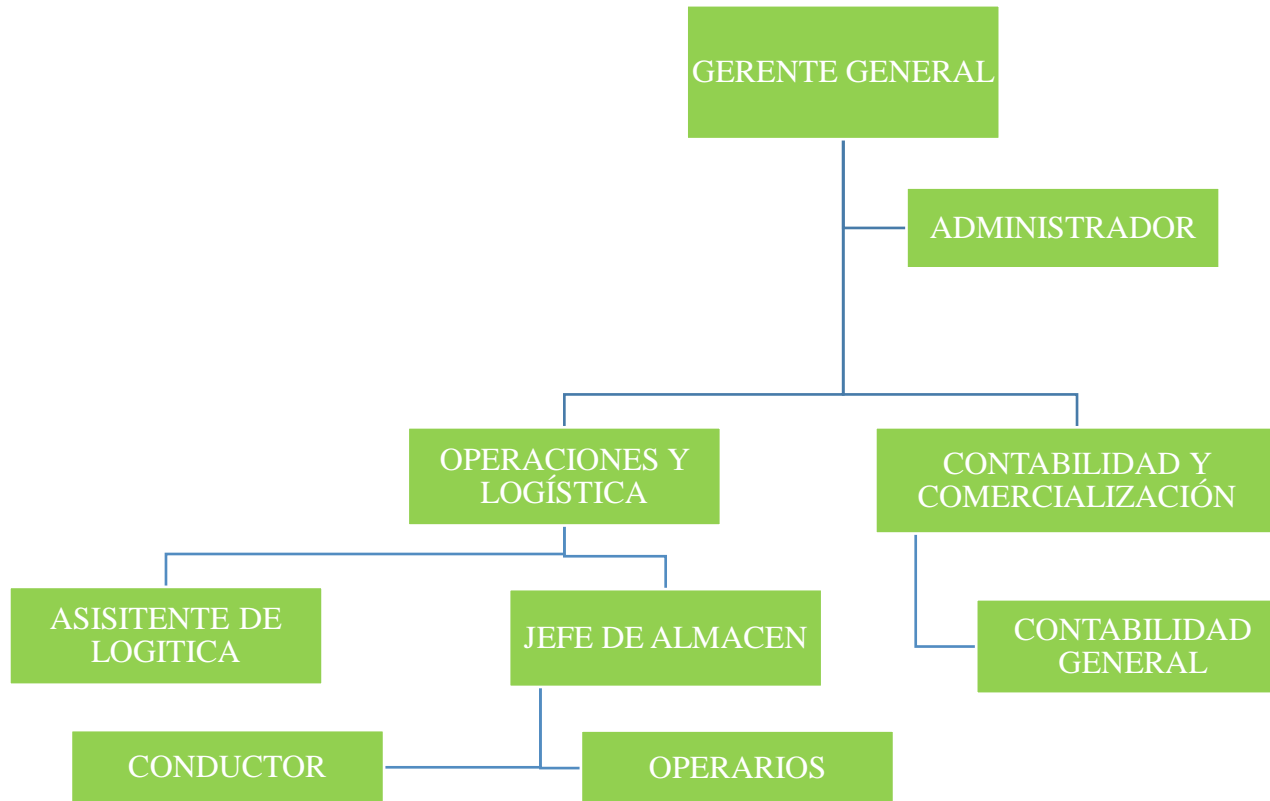 GERENTE GENERAL
ADMINISTRADOR
OPERACIONES Y
LOGÍSTICA
CONTABILIDAD Y
COMERCIALIZACIÓN
ASISITENTE DE
LOGITICA
JEFE DE ALMACEN
CONTABILIDAD
GENERAL
CONDUCTOR
OPERARIOS